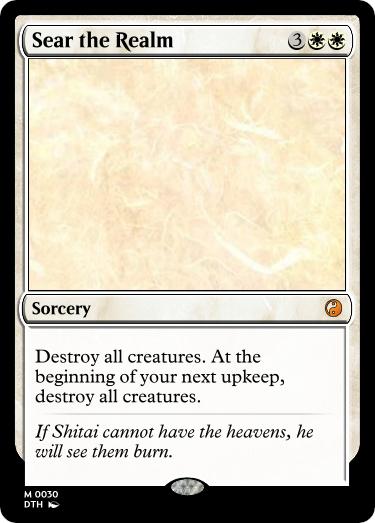 Sear the Realm 3
Sorcery
Destroy all creatures. At the
beginning of your next upkeep,
destroy all creatures.
If Shitai cannot have the heavens, he
will see them burn.
M 0030
DTH